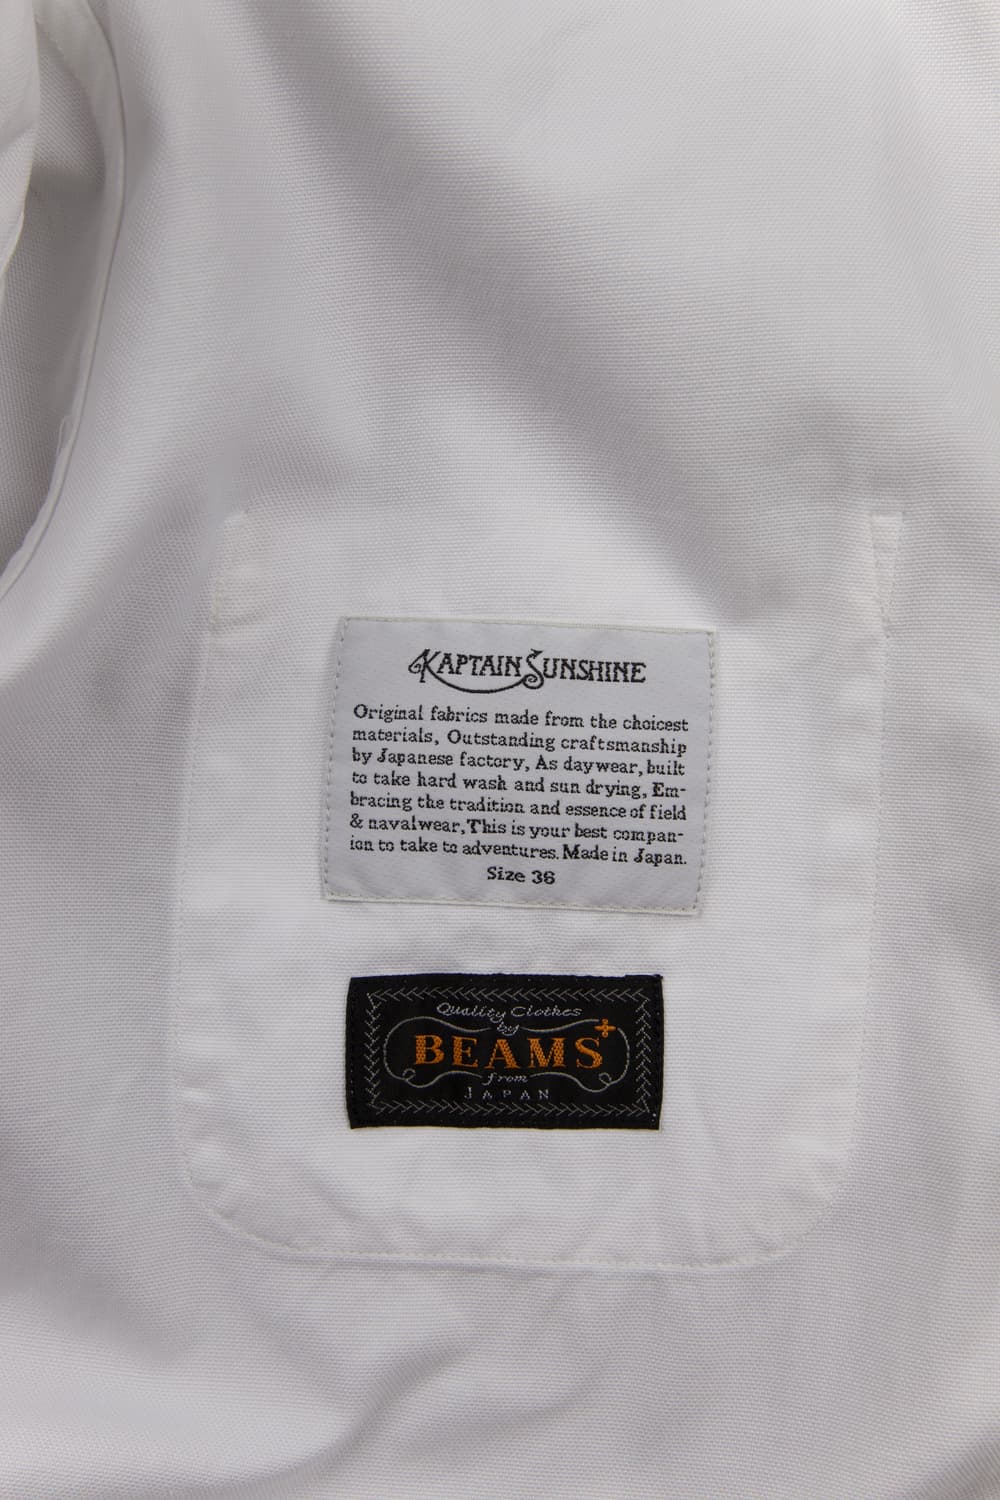 KAPTAIN SUNSHINE
Original fabrics made from the choicest
materials, Outstanding craftsmanship
by Japanese factory, As daywear, built
to take hard wash and sun drying, Em-
bracing the tradition and essence of field
& navalwear, This is your best compan-
ion to take to adventures. Made in Japan.
Size 36
Quality Clothes
by
BEAMS+
from
JAPAN